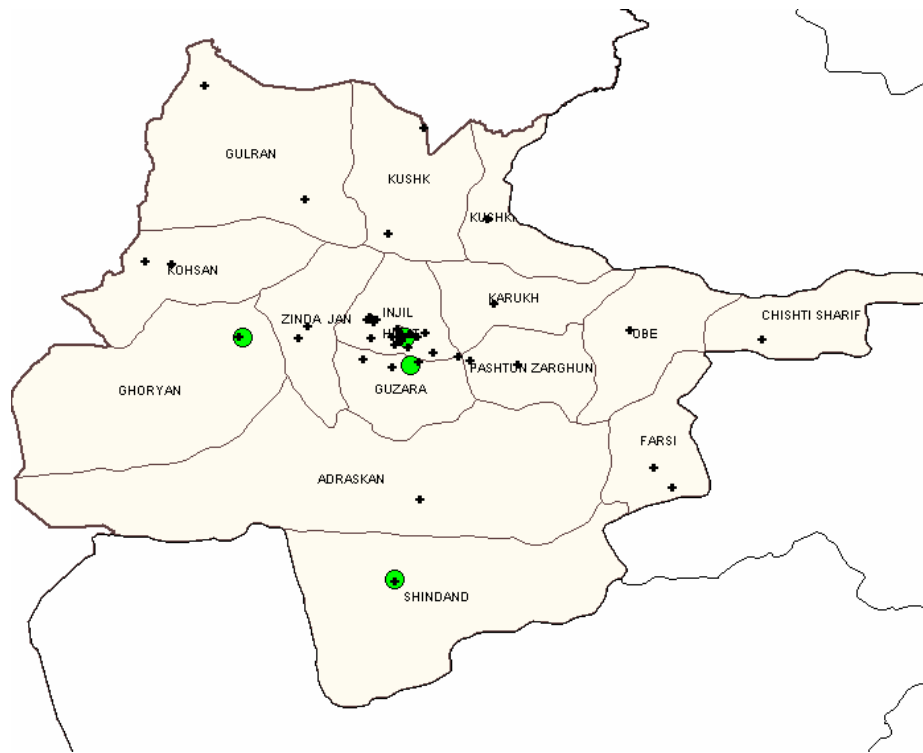 GULRAN
KUSHK
KUSHKI
KOHSAN
KARUKH
ZINDA JAN
INJIL
CHISHTI SHARIF
OBE
PASHTUN ZARGHUN
GHORYAN
GUZARA
FARSI
ADRASKAN
SHINDAND